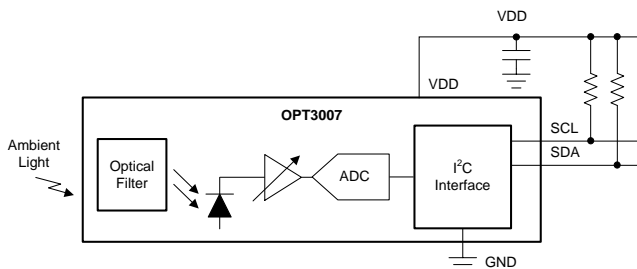 VDD
VDD
OPT3007
Ambient
Light
Optical
Filter
ADC
I²C
Interface
SCL
SDA
GND